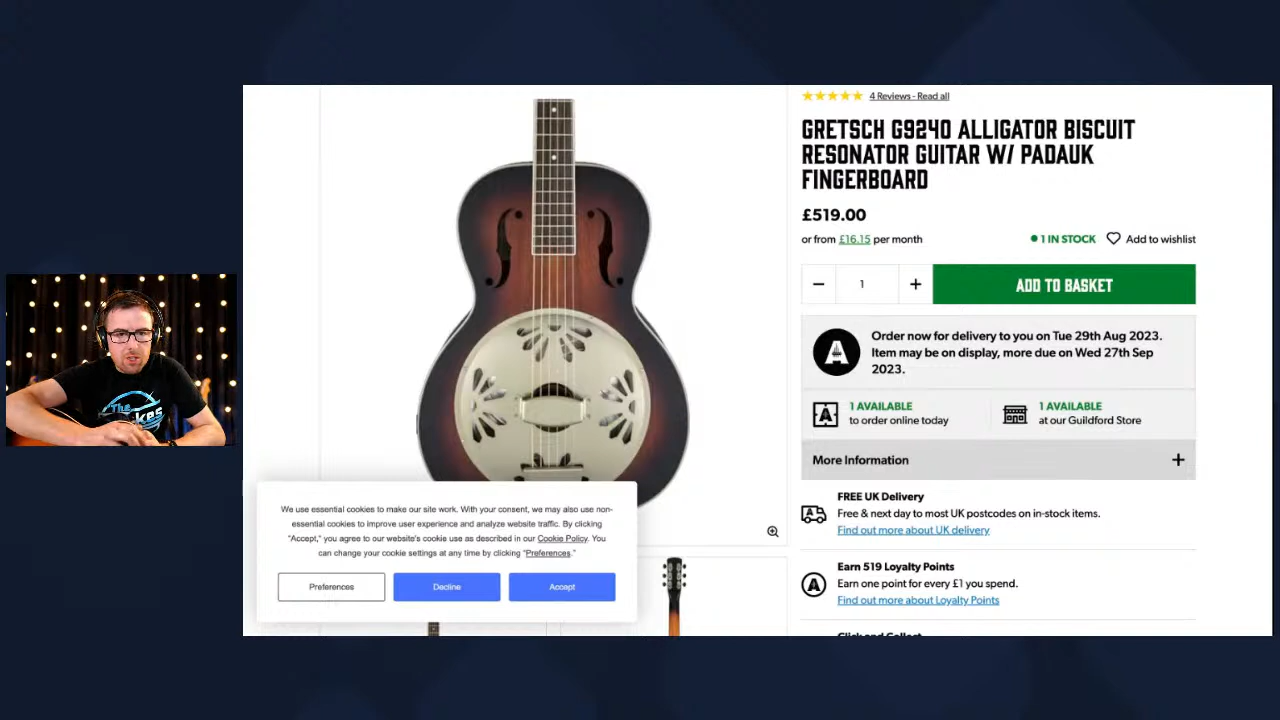 4 Reviews - Read all
GRETSCH G9240 ALLIGATOR BISCUIT
RESONATOR GUITAR W/ PADAUK
FINGERBOARD
£519.00
or from £16.15 per month
1 IN STOCK
Add to wishlist
1
ADD TO BASKET
Order now for delivery to you on Tue 29th Aug 2023.
Item may be on display, more due on Wed 27th Sep
2023.
1 AVAILABLE
to order online today
1 AVAILABLE
at our Guildford Store
More Information
FREE UK Delivery
Free & next day to most UK postcodes on in-stock items.
Find out more about UK delivery
Earn 519 Loyalty Points
Earn one point for every £1 you spend.
Find out more about Loyalty Points
Click and Collect
We use essential cookies to make our site work. With your consent, we may also use non-
essential cookies to improve user experience and analyze website traffic. By clicking
"Accept," you agree to our website's cookie use as described in our Cookie Policy. You
can change your cookie settings at any time by clicking "Preferences."
Preferences
Decline
Accept
The